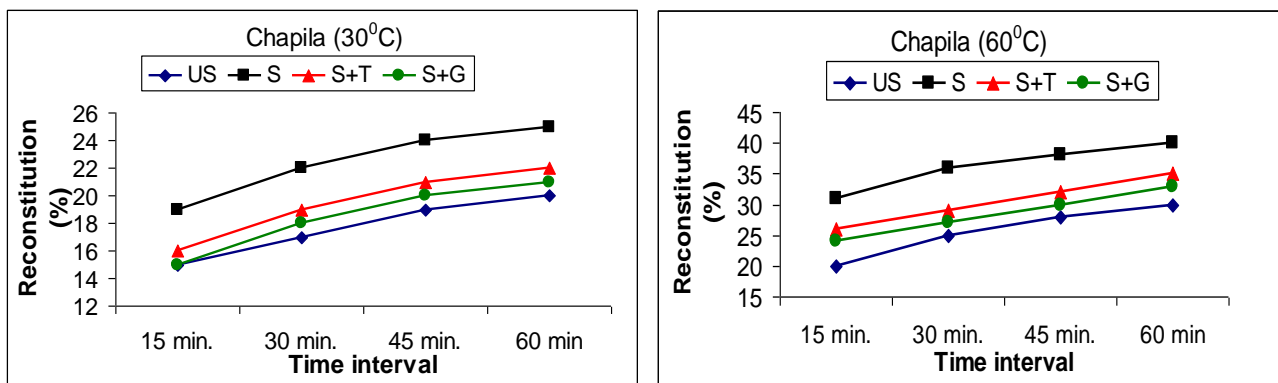 Chapila (30⁰C)
US S S+T S+G
Reconstitution
(%)
26
24
22
20
18
16
14
12
15 min. 30 min. 45 min. 60 min
Time interval
Chapila (60⁰C)
US S S+T S+G
Reconstitution
(%)
45
40
35
30
25
20
15
15 min. 30 min. 45 min. 60 min
Time interval